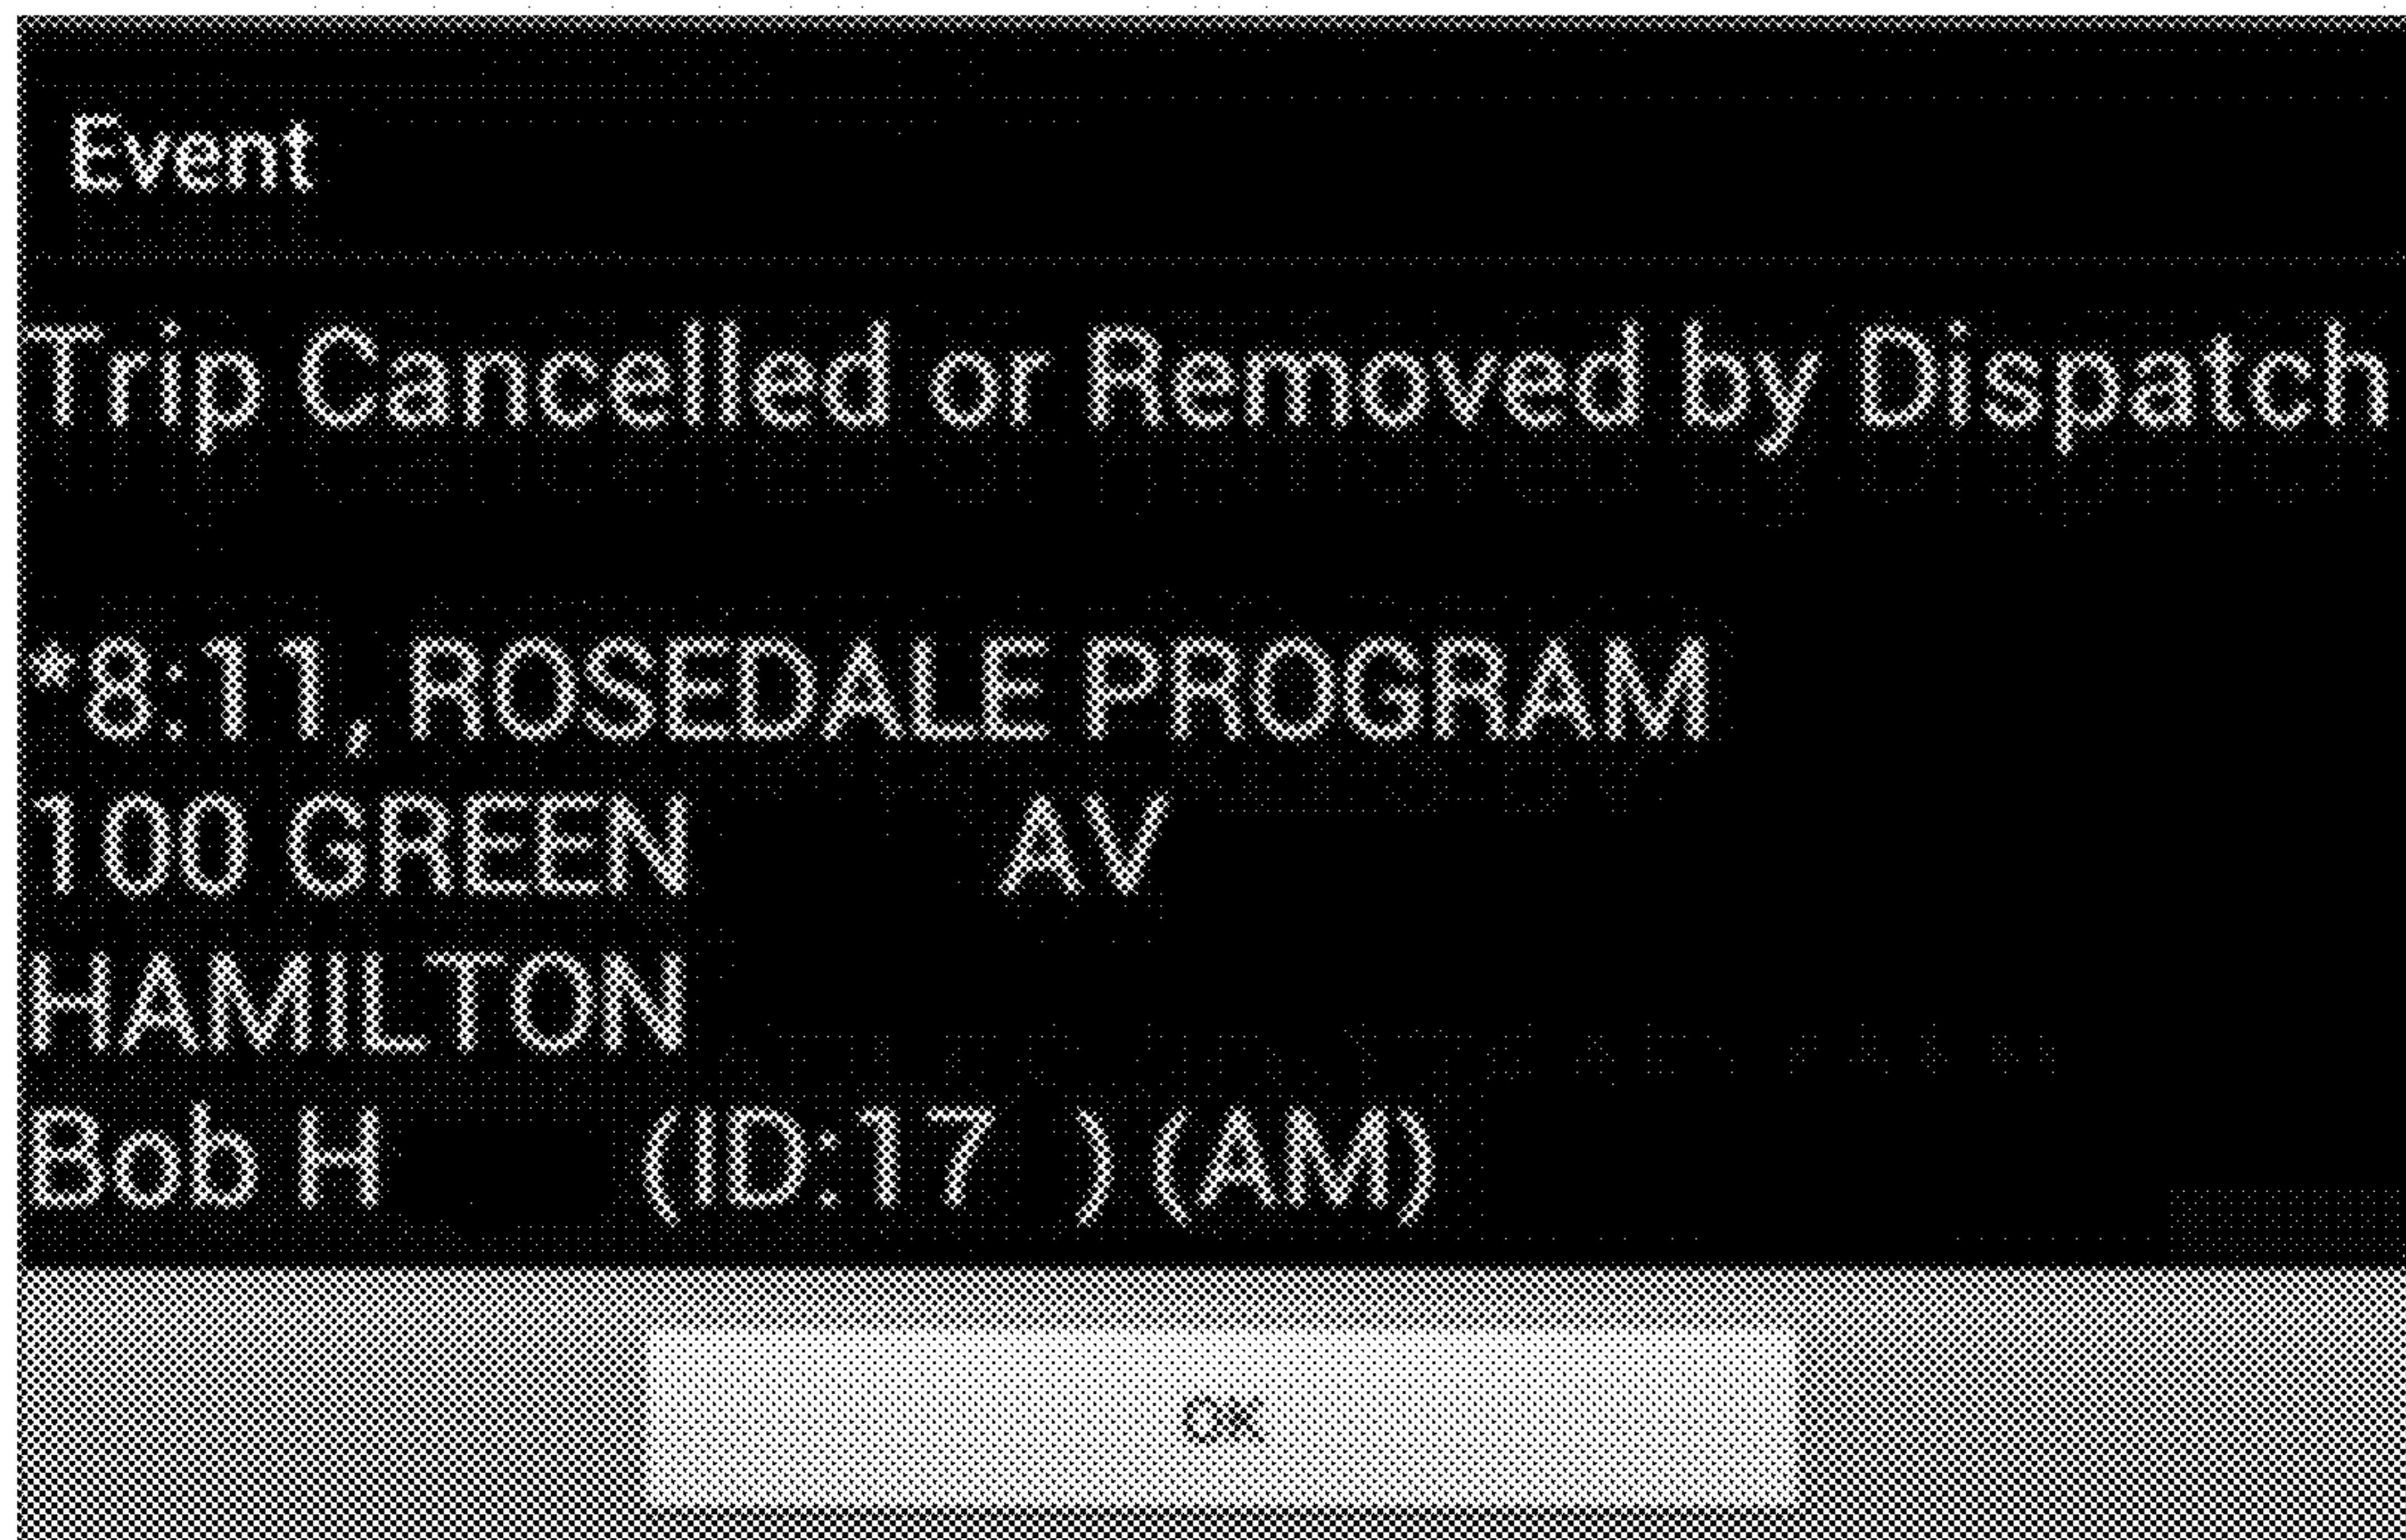 Event
Trip Cancelled or Removed by Dispatch
*8:11, ROSEDALE PROGRAM
100 GREEN AV
HAMILTON
Bob H (ID:17 ) (AM)
OK